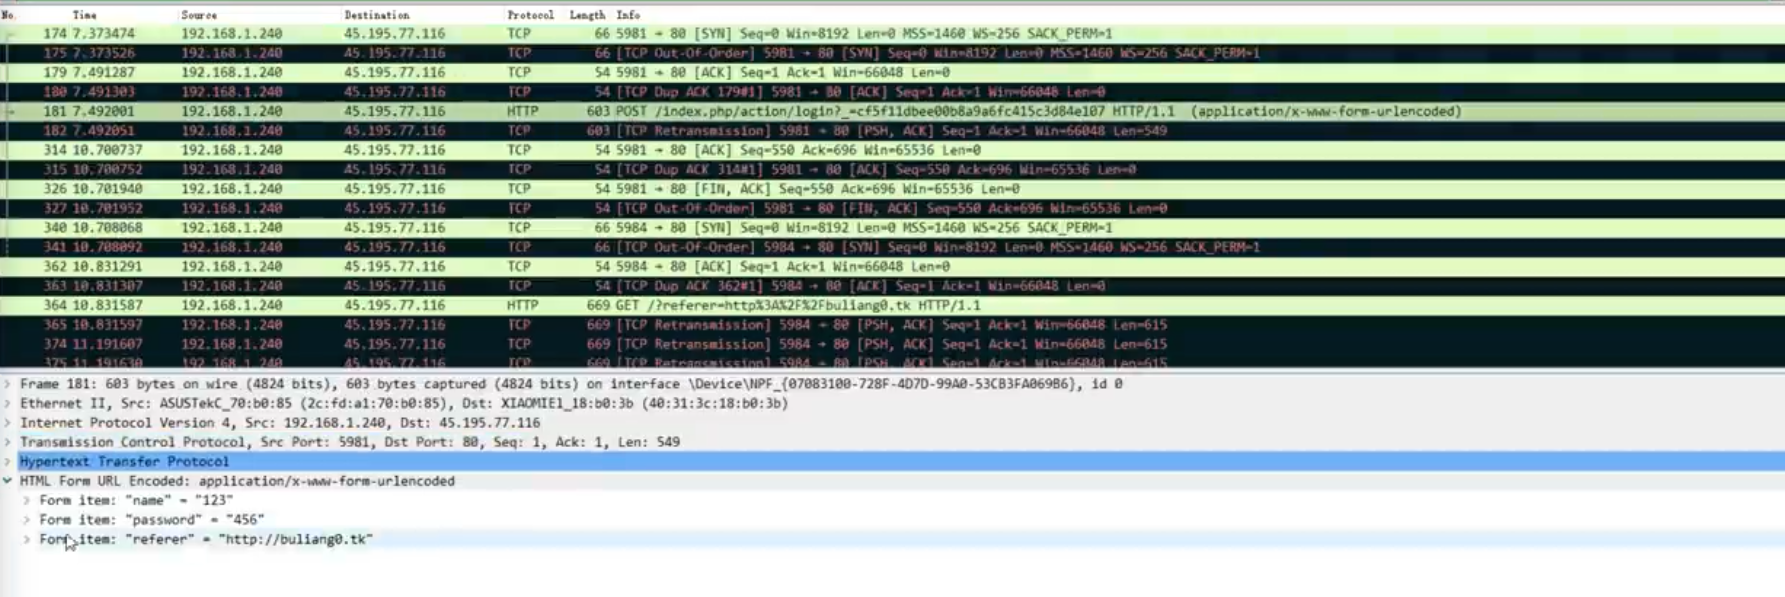 No. Time Source Destination Protocol Length Info
174 7.373474 192.168.1.240 45.195.77.116 TCP 66 5981 → 80 [SYN] Seq=0 Win=8192 Len=0 MSS=1460 WS=256 SACK_PERM=1
175 7.373526 192.168.1.240 45.195.77.116 TCP 66 [TCP Out-Of-Order] 5981 → 80 [SYN] Seq=0 Win=8192 Len=0 MSS=1460 WS=256 SACK_PERM=1
179 7.491287 192.168.1.240 45.195.77.116 TCP 54 5981 → 80 [ACK] Seq=1 Ack=1 Win=66048 Len=0
180 7.491303 192.168.1.240 45.195.77.116 TCP 54 [TCP Dup ACK 179#1] 5981 → 80 [ACK] Seq=1 Ack=1 Win=66048 Len=0
181 7.492001 192.168.1.240 45.195.77.116 HTTP 603 POST /index.php/action/login?_=cf5f11dbee00b8a9a6fc415c3d84e107 HTTP/1.1 (application/x-www-form-urlencoded)
182 7.492051 192.168.1.240 45.195.77.116 TCP 603 [TCP Retransmission] 5981 → 80 [PSH, ACK] Seq=1 Ack=1 Win=66048 Len=549
314 10.700737 192.168.1.240 45.195.77.116 TCP 54 5981 → 80 [ACK] Seq=550 Ack=696 Win=65536 Len=0
315 10.700752 192.168.1.240 45.195.77.116 TCP 54 [TCP Dup ACK 314#1] 5981 → 80 [ACK] Seq=550 Ack=696 Win=65536 Len=0
326 10.701940 192.168.1.240 45.195.77.116 TCP 54 5981 → 80 [FIN, ACK] Seq=550 Ack=696 Win=65536 Len=0
327 10.701952 192.168.1.240 45.195.77.116 TCP 54 [TCP Out-Of-Order] 5981 → 80 [FIN, ACK] Seq=550 Ack=696 Win=65536 Len=0
340 10.708068 192.168.1.240 45.195.77.116 TCP 66 5984 → 80 [SYN] Seq=0 Win=8192 Len=0 MSS=1460 WS=256 SACK_PERM=1
341 10.708092 192.168.1.240 45.195.77.116 TCP 66 [TCP Out-Of-Order] 5984 → 80 [SYN] Seq=0 Win=8192 Len=0 MSS=1460 WS=256 SACK_PERM=1
362 10.831291 192.168.1.240 45.195.77.116 TCP 54 5984 → 80 [ACK] Seq=1 Ack=1 Win=66048 Len=0
363 10.831307 192.168.1.240 45.195.77.116 TCP 54 [TCP Dup ACK 362#1] 5984 → 80 [ACK] Seq=1 Ack=1 Win=66048 Len=0
364 10.831587 192.168.1.240 45.195.77.116 HTTP 669 GET /?referer=http%3A%2F%2Fbuliang0.tk HTTP/1.1
365 10.831597 192.168.1.240 45.195.77.116 TCP 669 [TCP Retransmission] 5984 → 80 [PSH, ACK] Seq=1 Ack=1 Win=66048 Len=615
374 11.191607 192.168.1.240 45.195.77.116 TCP 669 [TCP Retransmission] 5984 → 80 [PSH, ACK] Seq=1 Ack=1 Win=66048 Len=615
375 11.191630 192.168.1.240 45.195.77.116 TCP 669 [TCP Retransmission] 5984 → 80 [PSH, ACK] Seq=1 Ack=1 Win=66048 Len=615
Frame 181: 603 bytes on wire (4824 bits), 603 bytes captured (4824 bits) on interface \Device\NPF_{07083100-728F-4D7D-99A0-53CB3FA069B6}, id 0
Ethernet II, Src: ASUSTekC_70:b0:85 (2c:fd:a1:70:b0:85), Dst: XIAOMIEl_18:b0:3b (40:31:3c:18:b0:3b)
Internet Protocol Version 4, Src: 192.168.1.240, Dst: 45.195.77.116
Transmission Control Protocol, Src Port: 5981, Dst Port: 80, Seq: 1, Ack: 1, Len: 549
Hypertext Transfer Protocol
HTML Form URL Encoded: application/x-www-form-urlencoded
Form item: "name" = "123"
Form item: "password" = "456"
Form item: "referer" = "http://buliang0.tk"